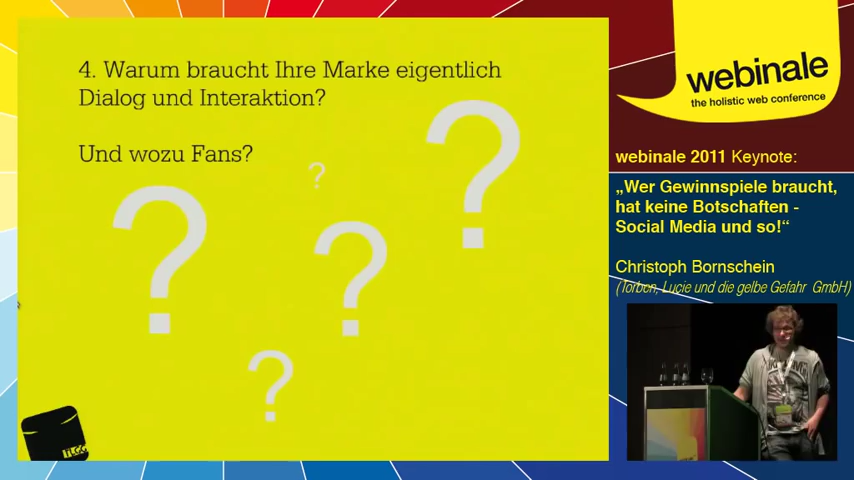 4. Warum braucht Ihre Marke eigentlich
Dialog und Interaktion?
Und wozu Fans?
?
?
?
?
?
TLGG
webinale
the holistic web conference
webinale 2011 Keynote:
„Wer Gewinnspiele braucht,
hat keine Botschaften -
Social Media und so!“
Christoph Bornschein
(Torben, Lucie und die gelbe Gefahr GmbH)